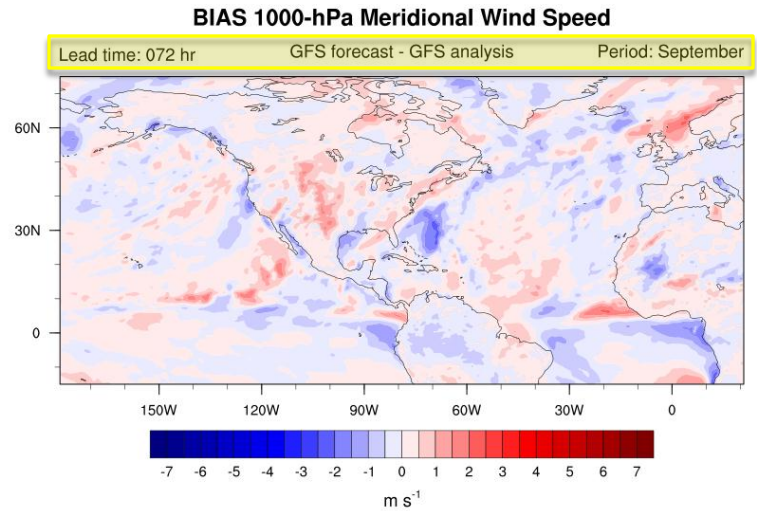 BIAS 1000-hPa Meridional Wind Speed
Lead time: 072 hr GFS forecast - GFS analysis Period: September
60N
30N
0
150W 120W 90W 60W 30W 0
-7 -6 -5 -4 -3 -2 -1 0 1 2 3 4 5 6 7
m s⁻¹